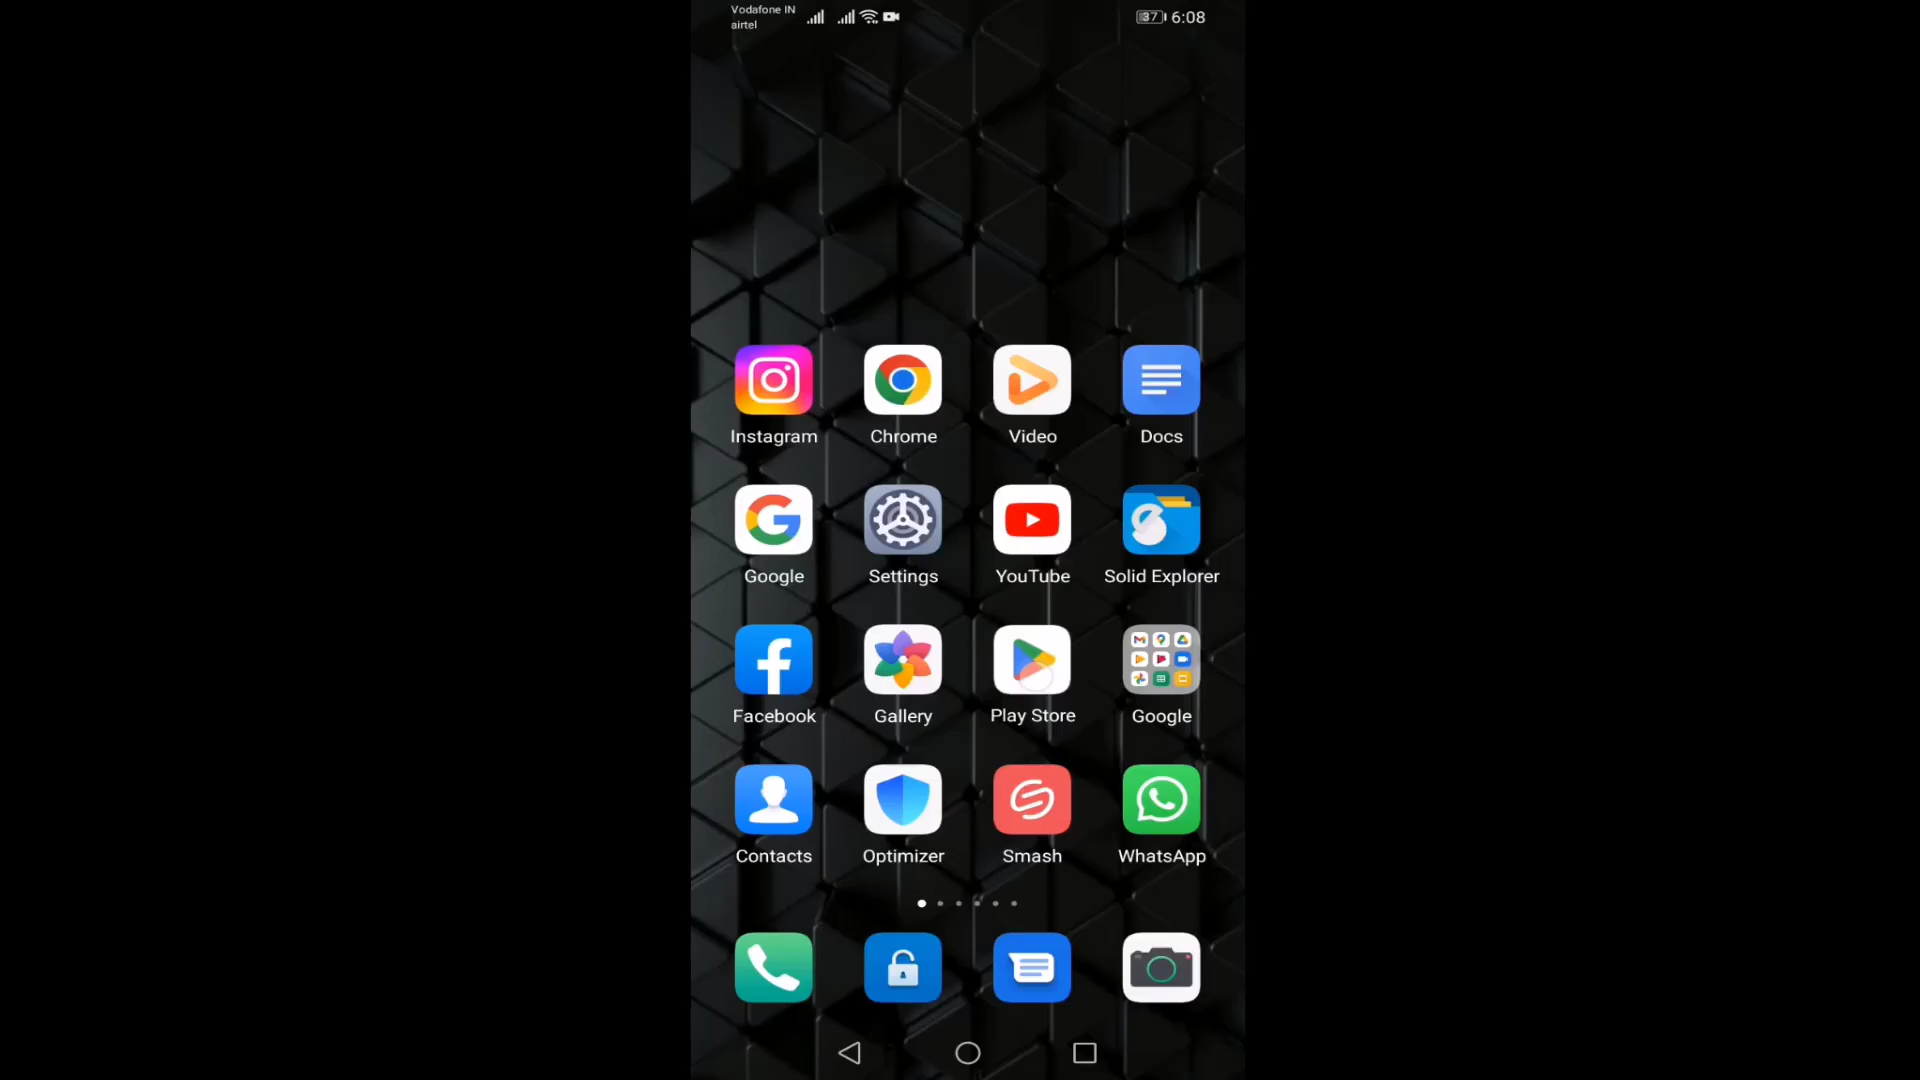 Vodafone IN
airtel
37 6:08
Instagram Chrome Video Docs
Google Settings YouTube Solid Explorer
Facebook Gallery Play Store Google
Contacts Optimizer Smash WhatsApp